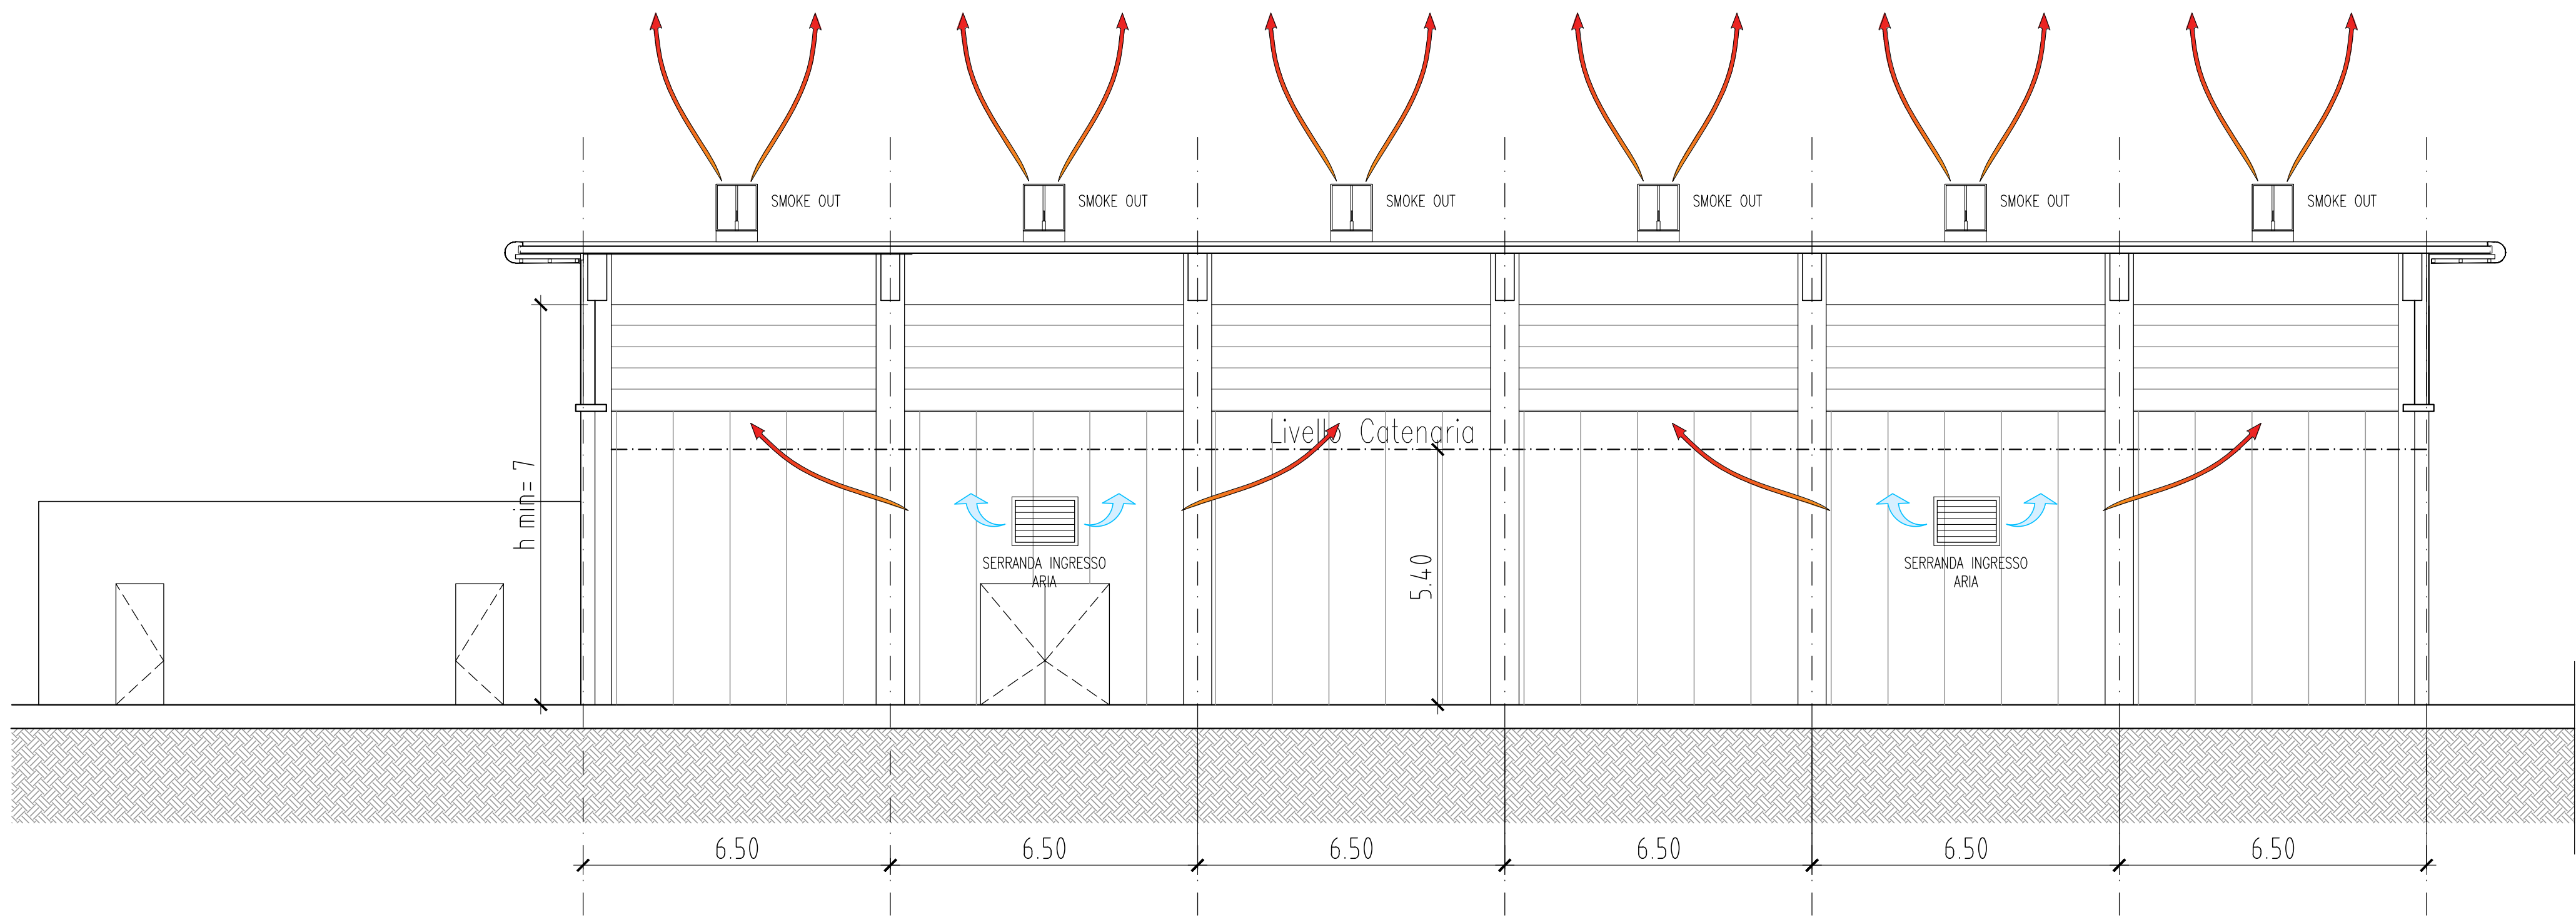 SMOKE OUT
SMOKE OUT
SMOKE OUT
SMOKE OUT
SMOKE OUT
SMOKE OUT
Livello Catenaria
h min= 7
SERRANDA INGRESSO
ARIA
5.40
SERRANDA INGRESSO
ARIA
6.50
6.50
6.50
6.50
6.50
6.50